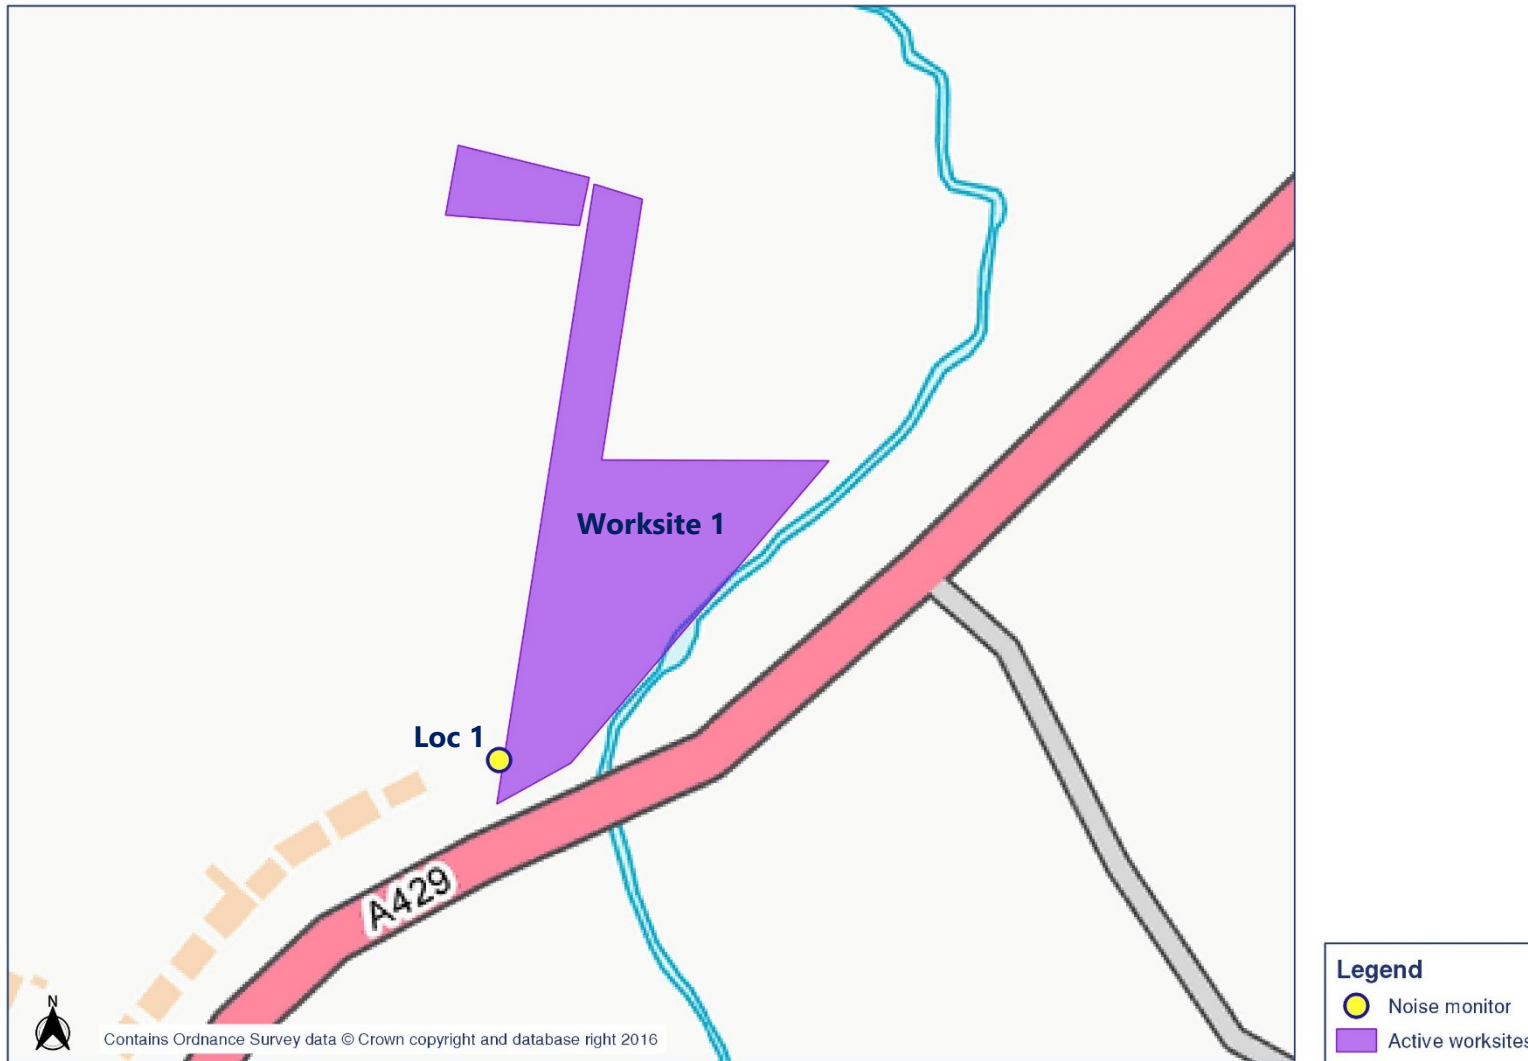 Worksite 1
Loc 1
A429
N
Contains Ordnance Survey data © Crown copyright and database right 2016
Legend
Noise monitor
Active worksites